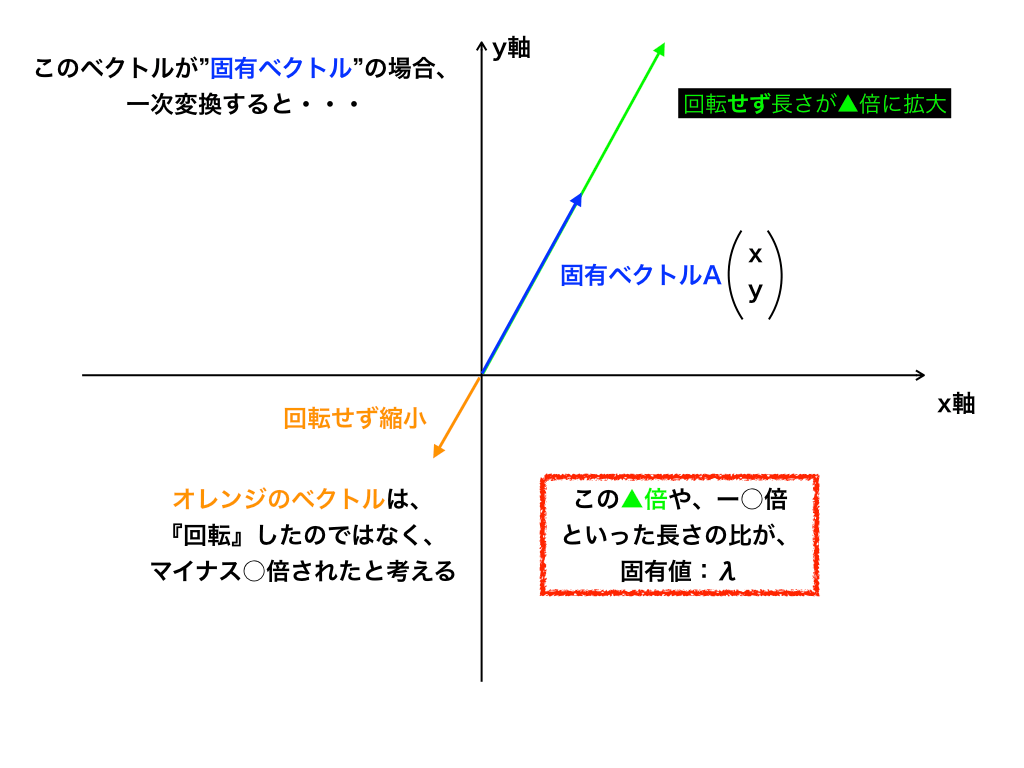 このベクトルが”固有ベクトル”の場合、
一次変換すると・・・
y軸
回転せず長さが▲倍に拡大
固有ベクトルA
x
y
x軸
回転せず縮小
オレンジのベクトルは、
『回転』したのではなく、
マイナス◯倍されたと考える
この▲倍や、ー◯倍
といった長さの比が、
固有値：λ